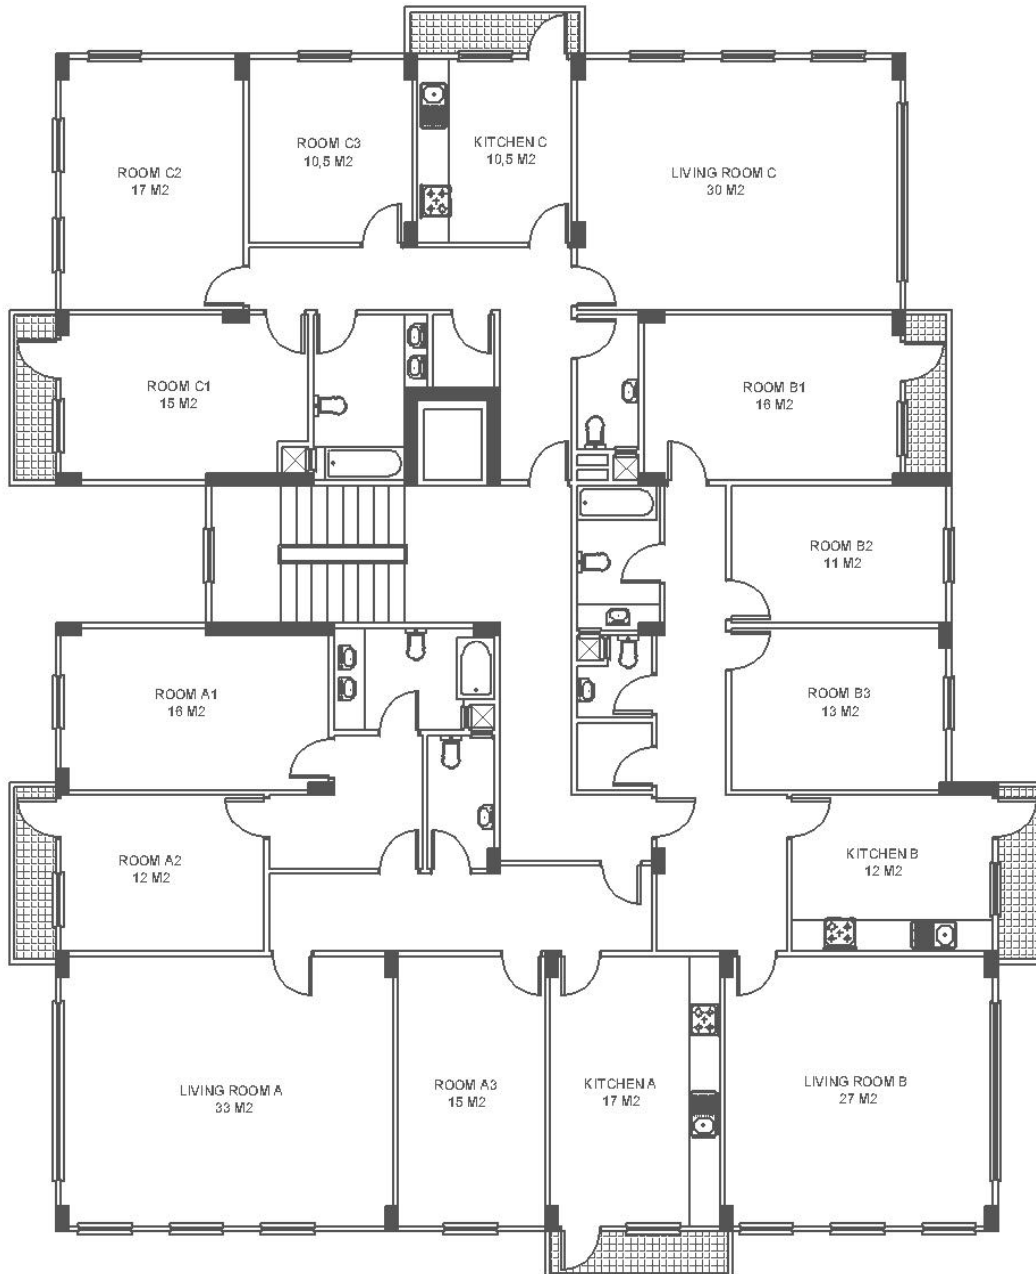 ROOM C3
10,5 M2
KITCHEN C
10,5 M2
ROOM C2
17 M2
LIVING ROOM C
30 M2
ROOM C1
15 M2
ROOM B1
16 M2
ROOM B2
11 M2
ROOM A1
16 M2
ROOM B3
13 M2
ROOM A2
12 M2
KITCHEN B
12 M2
LIVING ROOM A
33 M2
ROOM A3
15 M2
KITCHEN A
17 M2
LIVING ROOM B
27 M2